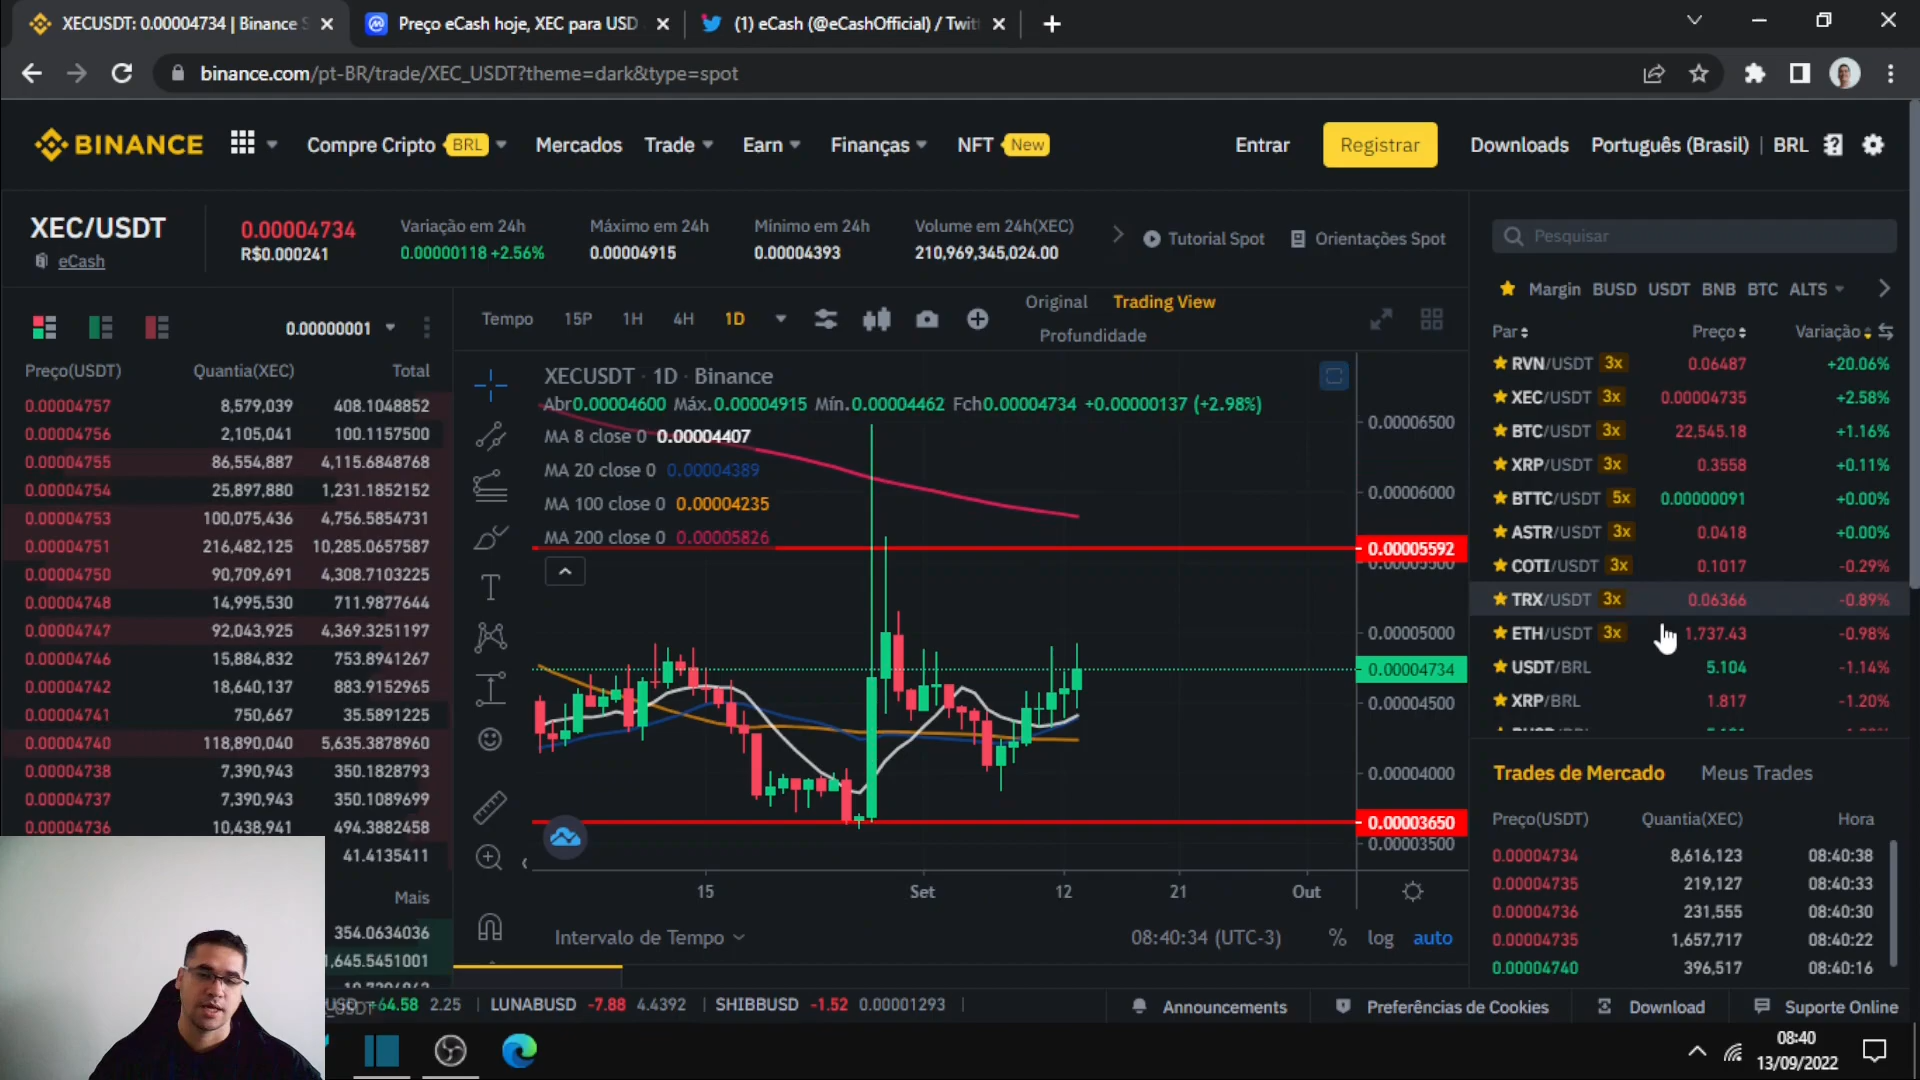 XECUSDT: 0.00004734 | Binance S
Preço eCash hoje, XEC para USD
(1) eCash (@eCashOfficial) / Twit
binance.com/pt-BR/trade/XEC_USDT?theme=dark&type=spot
BINANCE Compre Cripto BRL Mercados Trade Earn Finanças NFT New Entrar Registrar Downloads Português (Brasil) | BRL
XEC/USDT
eCash
0.00004734
R$0.000241
Variação em 24h
0.00000118 +2.56%
Máximo em 24h
0.00004915
Mínimo em 24h
0.00004393
Volume em 24h(XEC)
210,969,345,024.00
Tutorial Spot
Orientações Spot
0.00000001
Preço(USDT) Quantia(XEC) Total
0.00004757 8,579,039 408.1048852
0.00004756 2,105,041 100.1157500
0.00004755 86,554,887 4,115.6848768
0.00004754 25,897,880 1,231.1852152
0.00004753 100,075,436 4,756.5854731
0.00004751 216,482,125 10,285.0657587
0.00004750 90,709,691 4,308.7103225
0.00004748 14,995,530 711.9877644
0.00004747 92,043,925 4,369.3251197
0.00004746 15,884,832 753.8941267
0.00004742 18,640,137 883.9152965
0.00004741 750,667 35.5891225
0.00004740 118,890,040 5,635.3878960
0.00004738 7,390,943 350.1828793
0.00004737 7,390,943 350.1089699
0.00004736 10,438,941 494.3882458
41.4135411
Mais
354.0634036
1,645.5451001
Tempo 15P 1H 4H 1D
Original Trading View
Profundidade
XECUSDT · 1D · Binance
Abr0.00004600 Máx.0.00004915 Mín.0.00004462 Fch0.00004734 +0.00000137 (+2.98%)
MA 8 close 0 0.00004407
MA 20 close 0 0.00004389
MA 100 close 0 0.00004235
MA 200 close 0 0.00005826
0.00006500
0.00006000
0.00005592
0.00005500
0.00005000
0.00004734
0.00004500
0.00004000
0.00003650
0.00003500
15 Set 12 21 Out
Intervalo de Tempo 08:40:34 (UTC-3) % log auto
Pesquisar
Margin BUSD USDT BNB BTC ALTS
Par Preço Variação
RVN/USDT 3x 0.06487 +20.06%
XEC/USDT 3x 0.00004735 +2.58%
BTC/USDT 3x 22,545.18 +1.16%
XRP/USDT 3x 0.3558 +0.11%
BTTC/USDT 5x 0.00000091 +0.00%
ASTR/USDT 3x 0.0418 +0.00%
COTI/USDT 3x 0.1017 -0.29%
TRX/USDT 3x 0.06366 -0.89%
ETH/USDT 3x 1,737.43 -0.98%
USDT/BRL 5.104 -1.14%
XRP/BRL 1.817 -1.20%
Trades de Mercado Meus Trades
Preço(USDT) Quantia(XEC) Hora
0.00004734 8,616,123 08:40:38
0.00004735 219,127 08:40:33
0.00004736 231,555 08:40:30
0.00004735 1,657,717 08:40:22
0.00004740 396,517 08:40:16
+64.58 2.25 | LUNABUSD -7.88 4.4392 | SHIBBUSD -1.52 0.00001293 |
Announcements Preferências de Cookies Download Suporte Online
08:40
13/09/2022